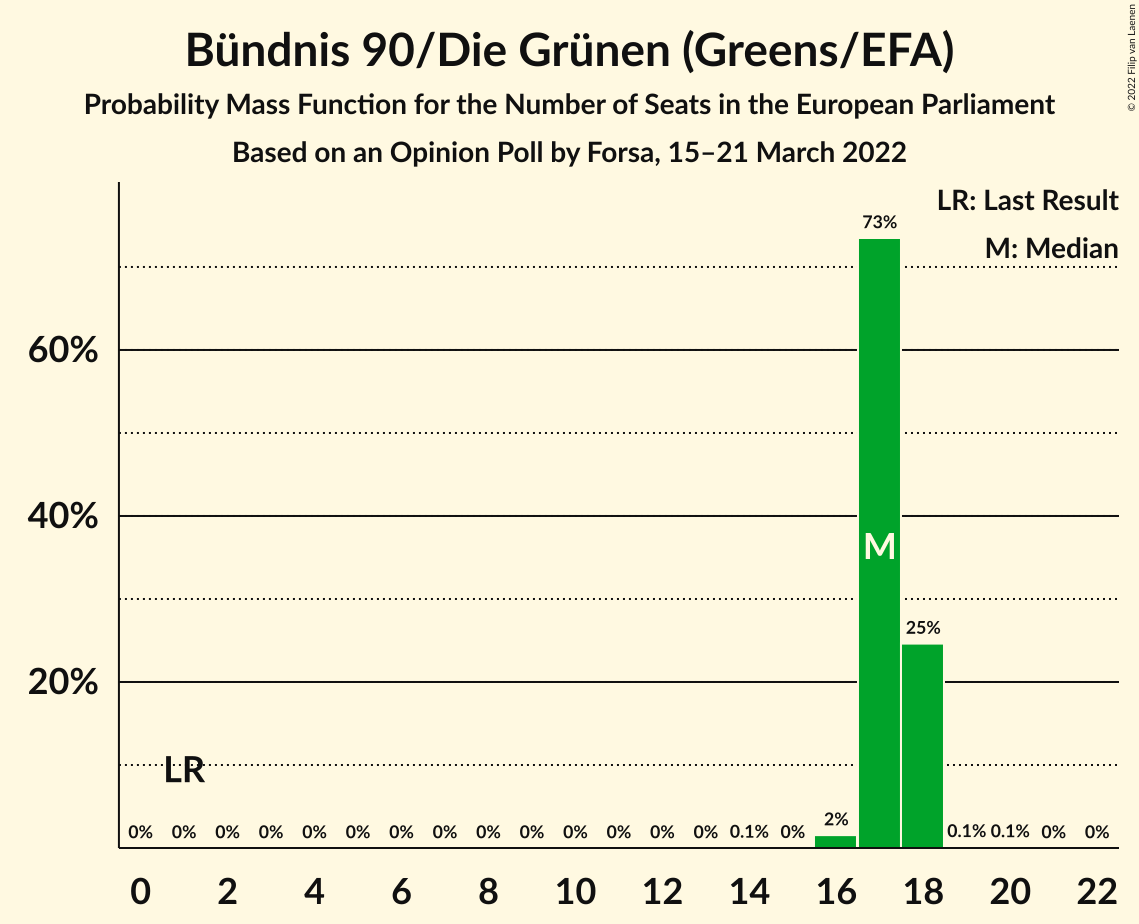 Bündnis 90/Die Grünen (Greens/EFA)
Probability Mass Function for the Number of Seats in the European Parliament
Based on an Opinion Poll by Forsa, 15–21 March 2022
© 2022 Filip van Laenen
LR: Last Result
M: Median
73%
60%
40%
M
25%
20%
LR
0% 0% 0% 0% 0% 0% 0% 0% 0% 0% 0% 0% 0% 0% 0.1% 0% 2% 0.1% 0.1% 0% 0%
0 2 4 6 8 10 12 14 16 18 20 22